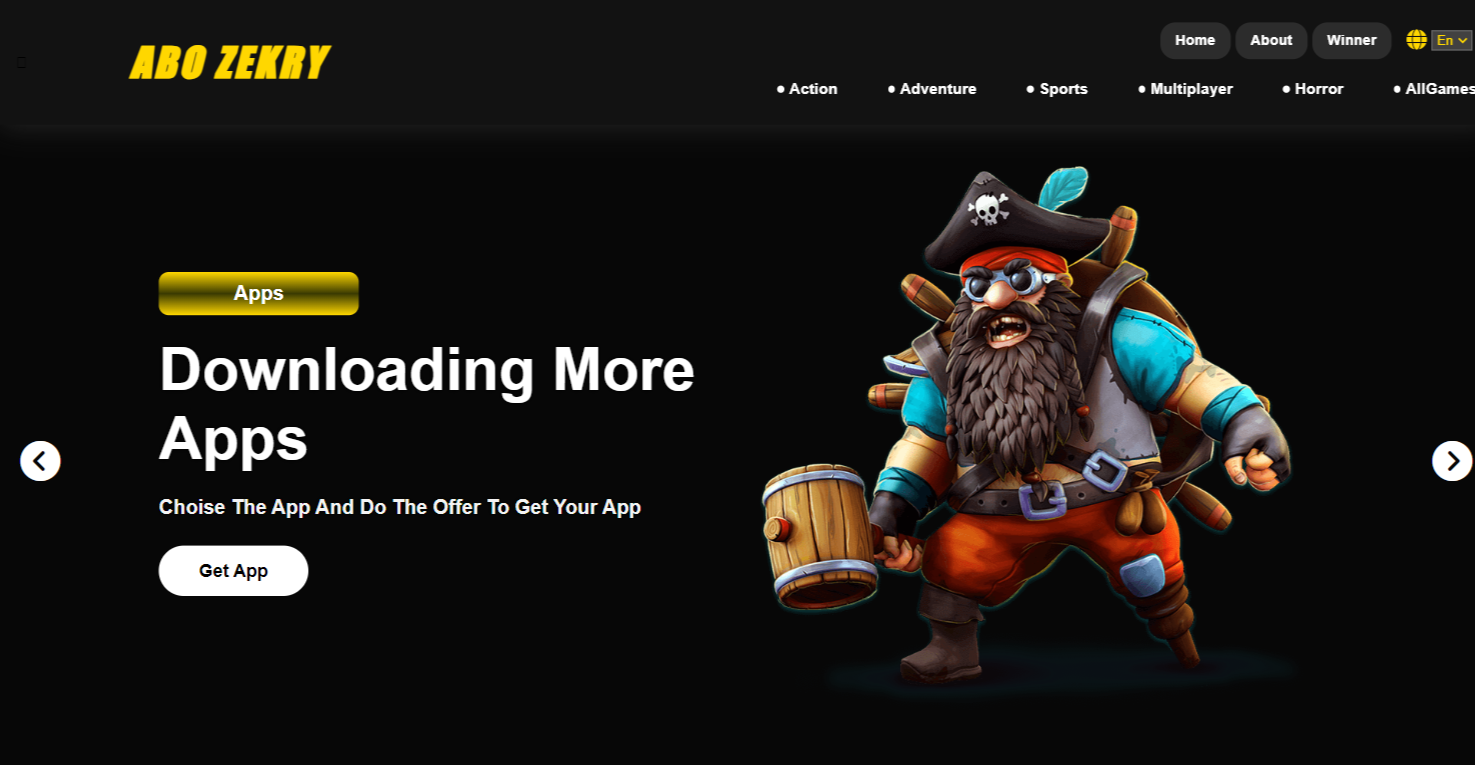 ABO ZEKRY
Home About Winner En
• Action • Adventure • Sports • Multiplayer • Horror • AllGames
Apps
Downloading More
Apps
Choise The App And Do The Offer To Get Your App
Get App